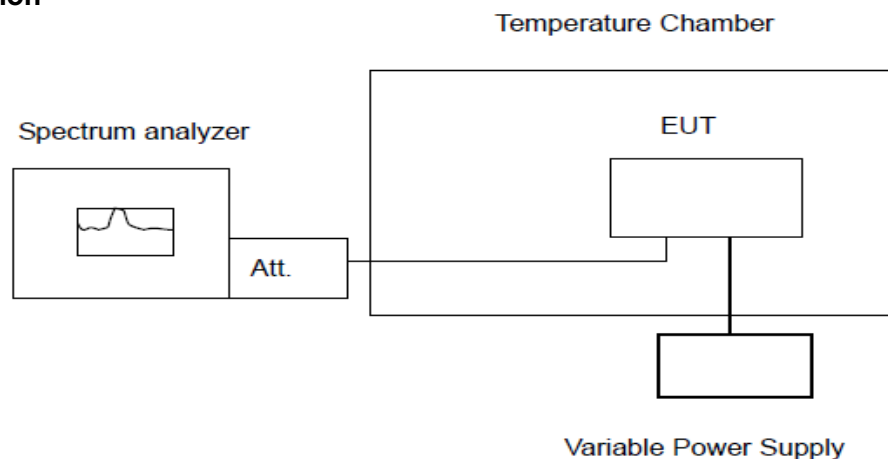 Temperature Chamber
Spectrum analyzer
EUT
Att.
Variable Power Supply